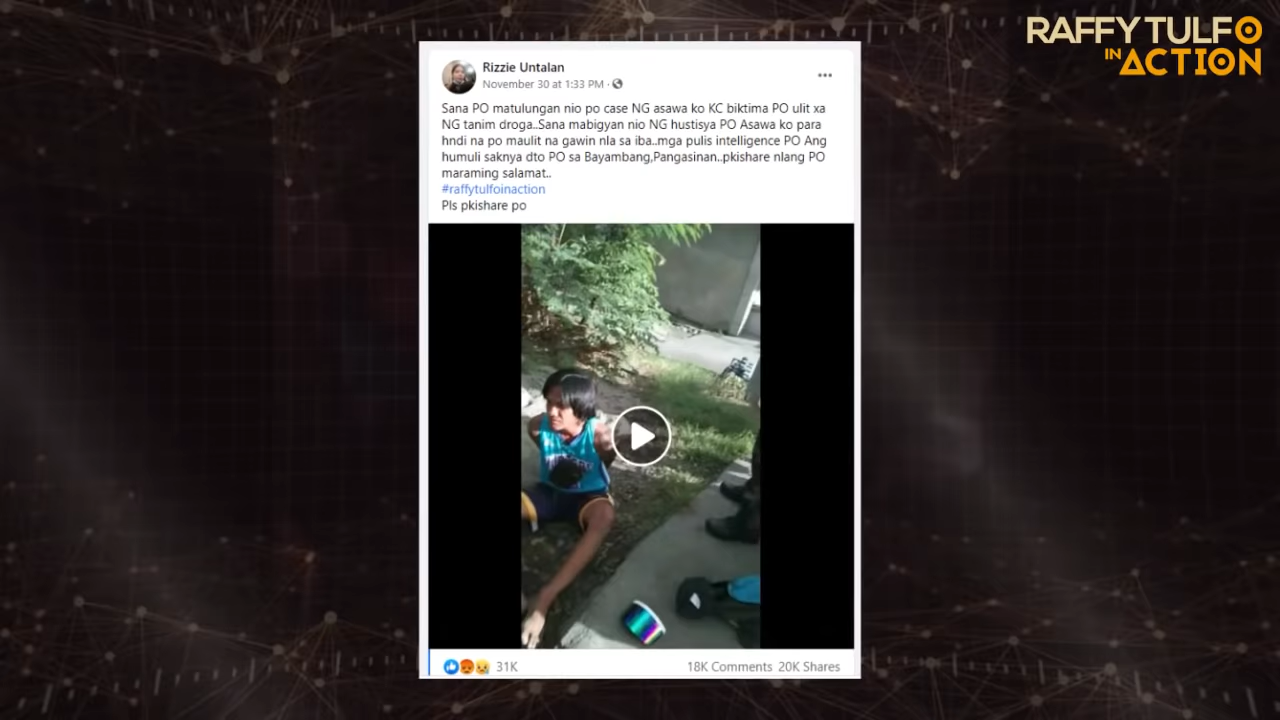 RAFFY TULFO
IN ACTION
Rizzie Untalan
November 30 at 1:33 PM ·
Sana PO matulungan nio po case NG asawa ko KC biktima PO ulit xa
NG tanim droga..Sana mabigyan nio NG hustisya PO Asawa ko para
hndi na po maulit na gawin nla sa iba..mga pulis intelligence PO Ang
humuli saknya dto PO sa Bayambang,Pangasinan..pkishare nlang PO
maraming salamat..
#raffytulfoinaction
Pls pkishare po
31K
18K Comments 20K Shares